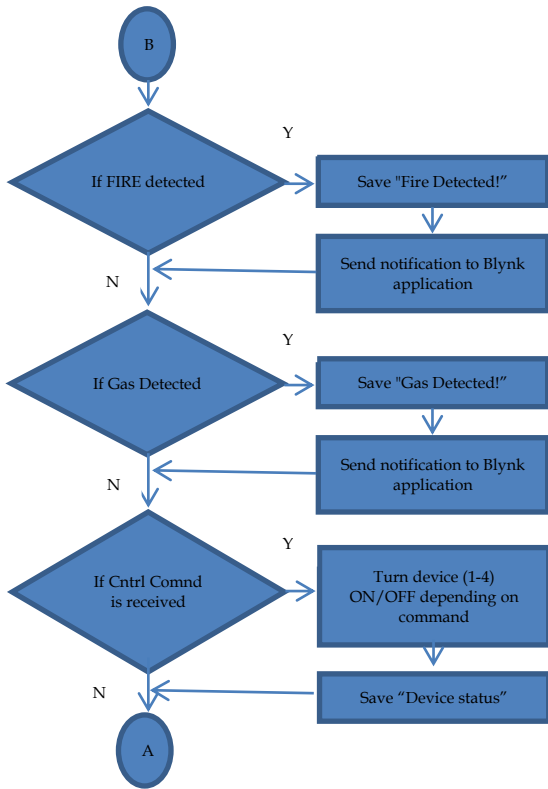 B
Y
If FIRE detected
Save "Fire Detected!”
Send notification to Blynk
application
N
Y
If Gas Detected
Save "Gas Detected!”
Send notification to Blynk
application
N
Y
If Cntrl Comnd
is received
Turn device (1-4)
ON/OFF depending on
command
N
Save “Device status”
A